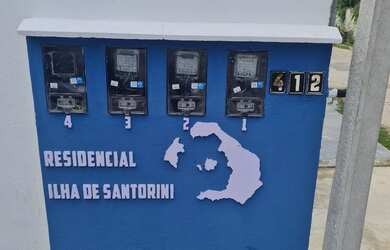 412
4 3 2 1
RESIDENCIAL
ILHA DE SANTORINI